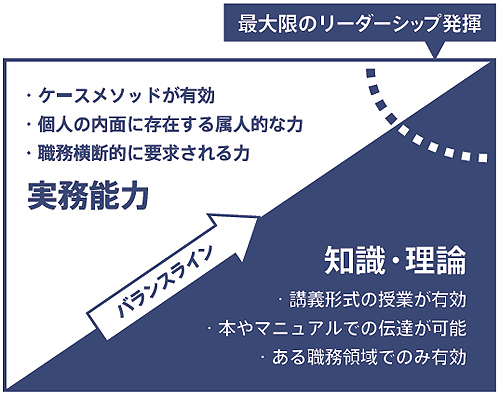 最大限のリーダーシップ発揮
・ケースメソッドが有効
・個人の内面に存在する属人的な力
・職務横断的に要求される力
実務能力
バランスライン
知識・理論
・講義形式の授業が有効
・本やマニュアルでの伝達が可能
・ある職務領域でのみ有効